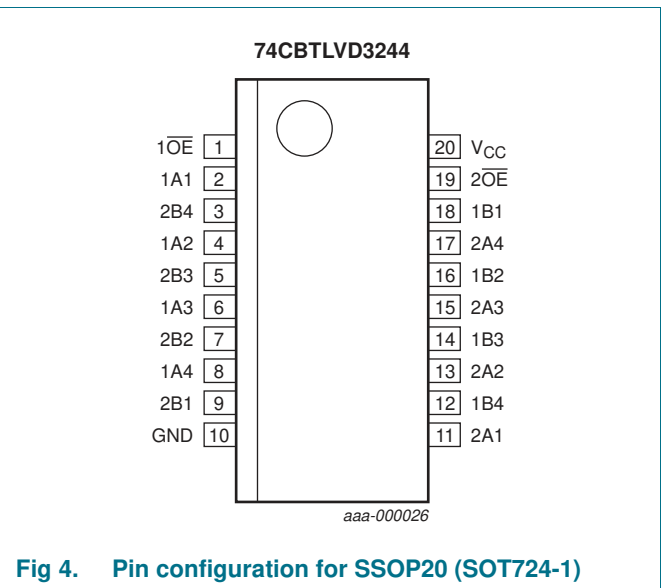 74CBTLVD3244
1O̅E̅ 1 20 VCC
1A1 2 19 2O̅E̅
2B4 3 18 1B1
1A2 4 17 2A4
2B3 5 16 1B2
1A3 6 15 2A3
2B2 7 14 1B3
1A4 8 13 2A2
2B1 9 12 1B4
GND 10 11 2A1
aaa-000026
Fig 4. Pin configuration for SSOP20 (SOT724-1)